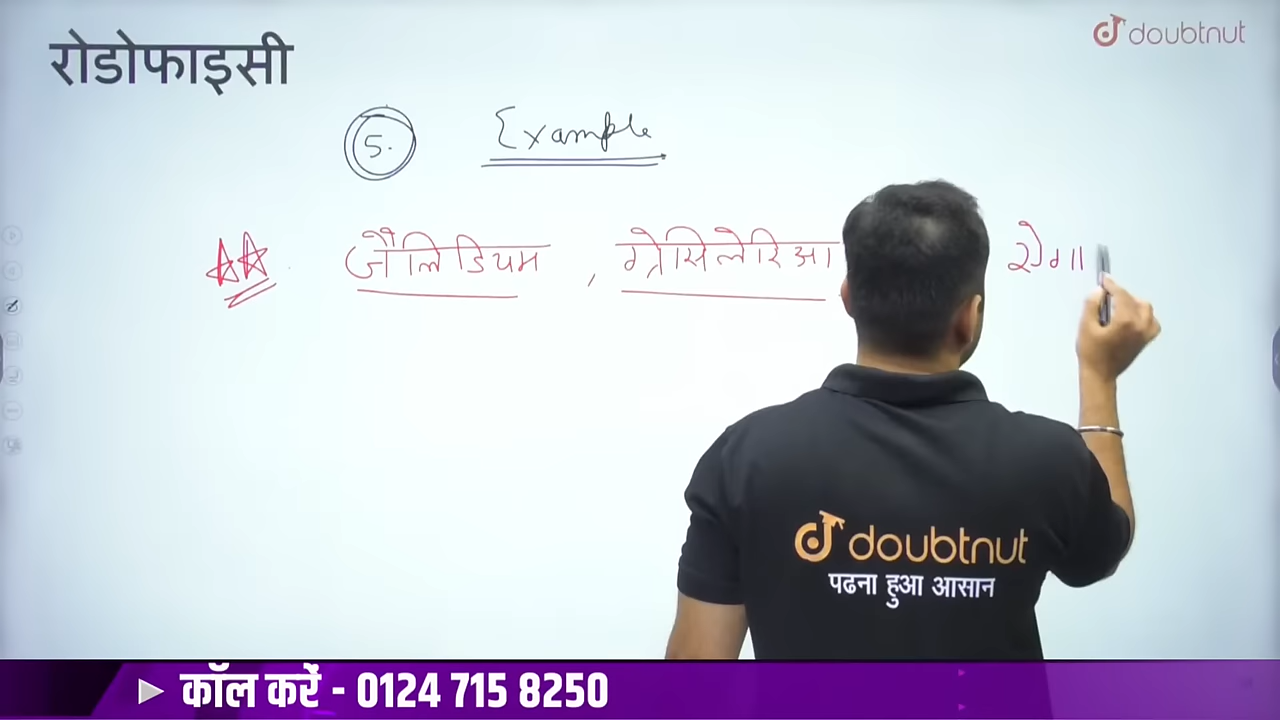 रोडोफाइसी
doubtnut
5. Example
जैलिडियम , ग्रेसिलेरिआ
doubtnut
पढना हुआ आसान
कॉल करें - 0124 715 8250